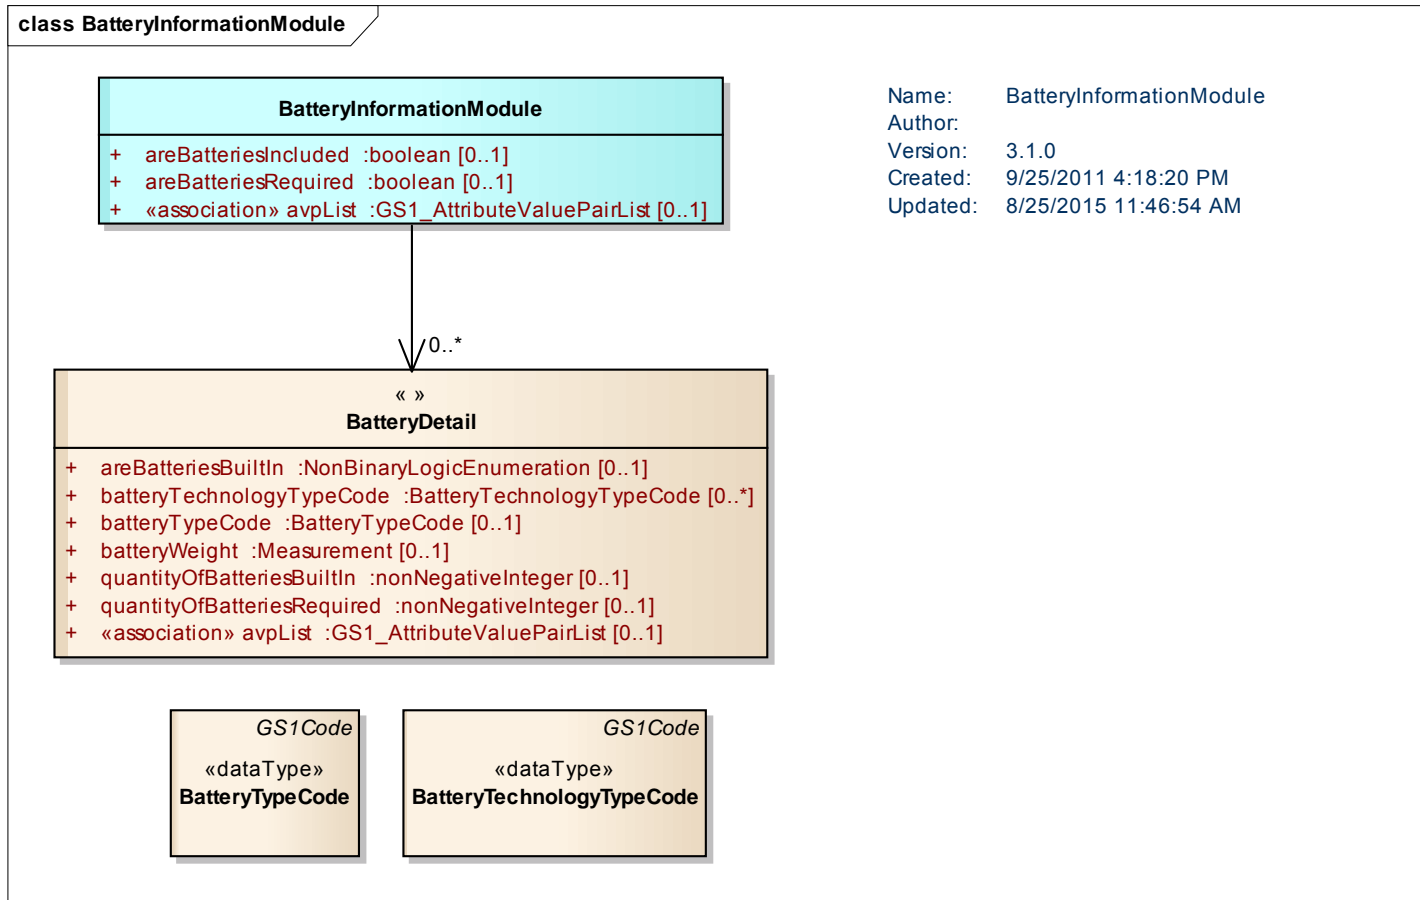 class BatteryInformationModule
BatteryInformationModule
+ areBatteriesIncluded :boolean [0..1]
+ areBatteriesRequired :boolean [0..1]
+ «association» avpList :GS1_AttributeValuePairList [0..1]
Name: BatteryInformationModule
Author:
Version: 3.1.0
Created: 9/25/2011 4:18:20 PM
Updated: 8/25/2015 11:46:54 AM
0..*
« »
BatteryDetail
+ areBatteriesBuiltIn :NonBinaryLogicEnumeration [0..1]
+ batteryTechnologyTypeCode :BatteryTechnologyTypeCode [0..*]
+ batteryTypeCode :BatteryTypeCode [0..1]
+ batteryWeight :Measurement [0..1]
+ quantityOfBatteriesBuiltIn :nonNegativeInteger [0..1]
+ quantityOfBatteriesRequired :nonNegativeInteger [0..1]
+ «association» avpList :GS1_AttributeValuePairList [0..1]
GS1Code
«dataType»
BatteryTypeCode
GS1Code
«dataType»
BatteryTechnologyTypeCode